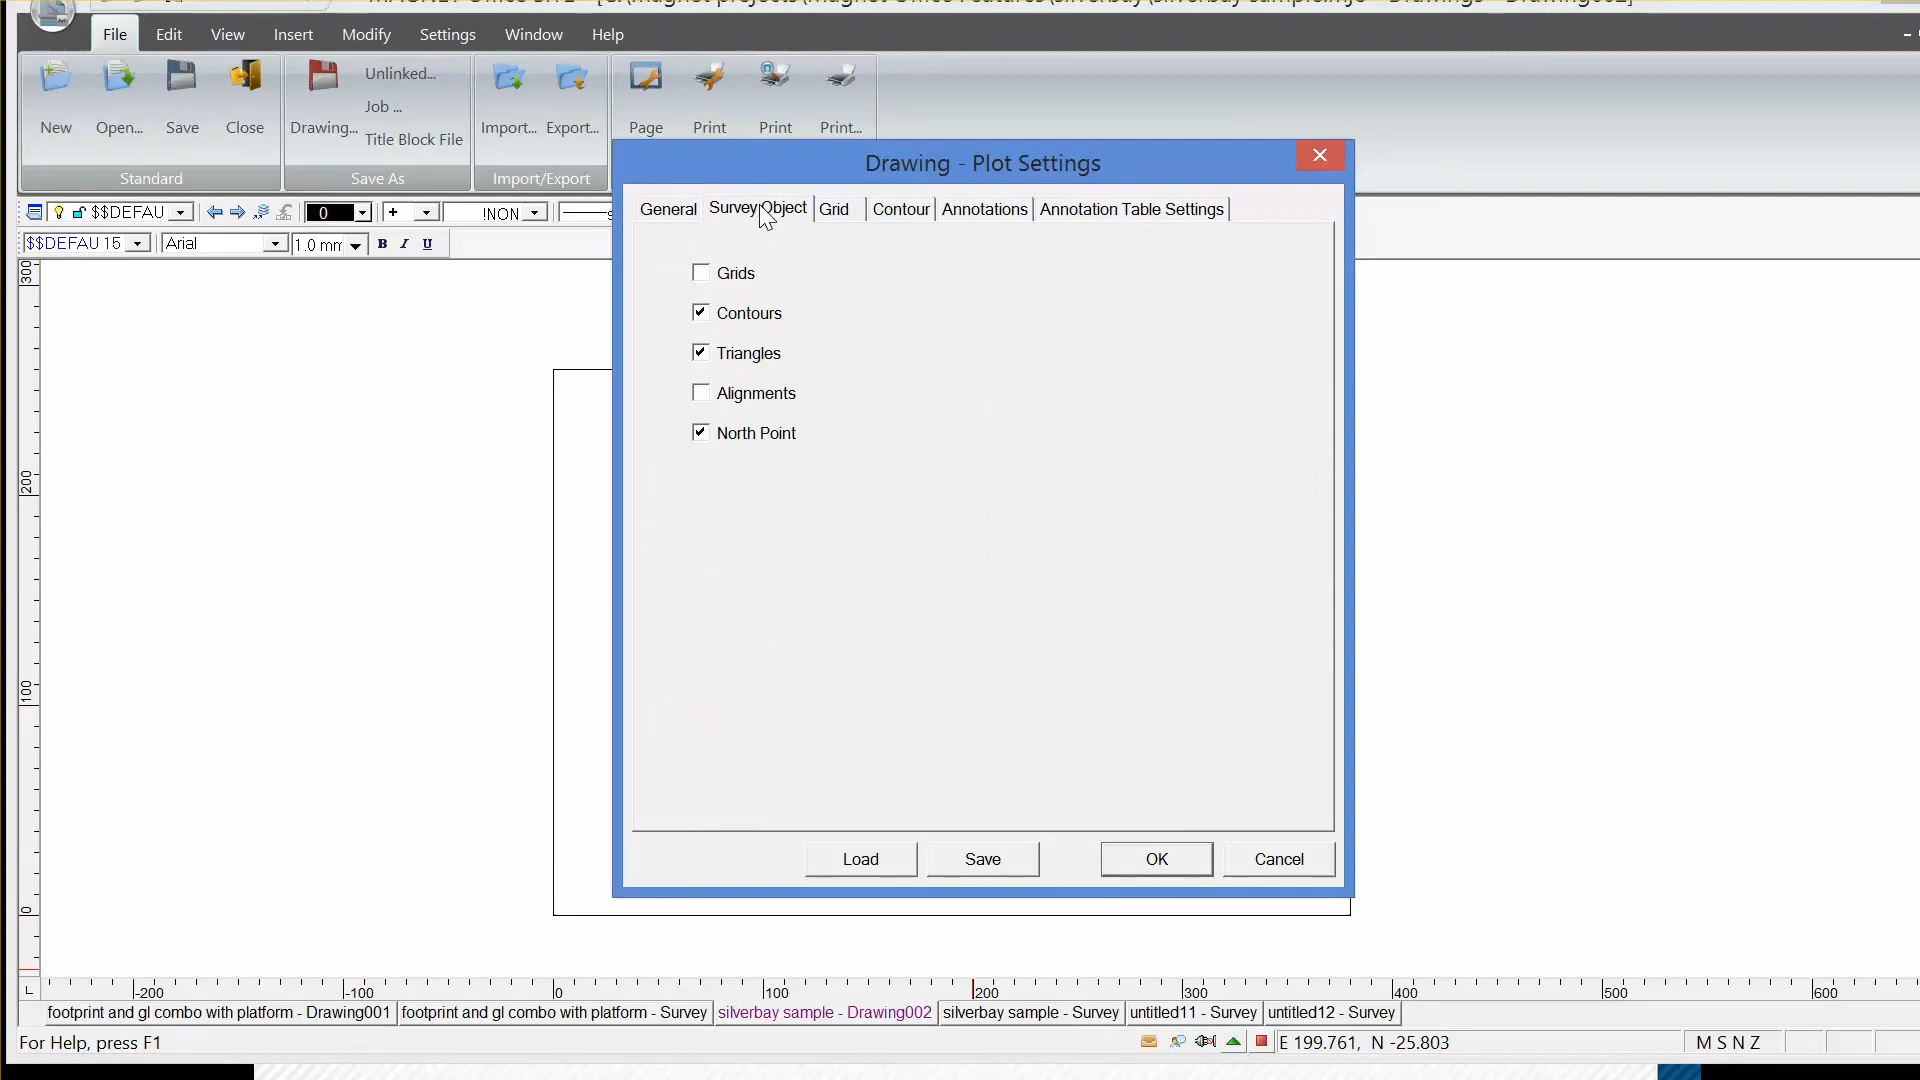 File Edit View Insert Modify Settings Window Help
Unlinked...
Job ...
New Open... Save Close Drawing... Import... Export... Page Print Print Print...
Title Block File
Standard Save As Import/Export
Drawing - Plot Settings
General Survey Object Grid Contour Annotations Annotation Table Settings
$$DEFAU 0 + !NON
$$DEFAU 15 Arial 1.0 mm B I U
Grids
Contours
Triangles
Alignments
North Point
Load Save OK Cancel
300
200
100
0
-200 -100 0 100 200 300 400 500 600
footprint and gl combo with platform - Drawing001 footprint and gl combo with platform - Survey silverbay sample - Drawing002 silverbay sample - Survey untitled11 - Survey untitled12 - Survey
For Help, press F1 E 199.761, N -25.803 M S N Z